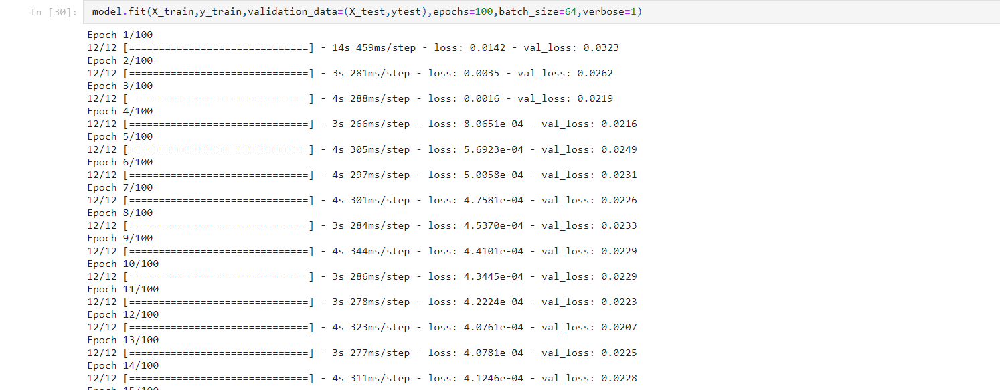 In [30]: model.fit(X_train,y_train,validation_data=(X_test,ytest),epochs=100,batch_size=64,verbose=1)
Epoch 1/100
12/12 [==============================] - 14s 459ms/step - loss: 0.0142 - val_loss: 0.0323
Epoch 2/100
12/12 [==============================] - 3s 281ms/step - loss: 0.0035 - val_loss: 0.0262
Epoch 3/100
12/12 [==============================] - 4s 288ms/step - loss: 0.0016 - val_loss: 0.0219
Epoch 4/100
12/12 [==============================] - 3s 266ms/step - loss: 8.0651e-04 - val_loss: 0.0216
Epoch 5/100
12/12 [==============================] - 4s 305ms/step - loss: 5.6923e-04 - val_loss: 0.0249
Epoch 6/100
12/12 [==============================] - 4s 297ms/step - loss: 5.0058e-04 - val_loss: 0.0231
Epoch 7/100
12/12 [==============================] - 4s 301ms/step - loss: 4.7581e-04 - val_loss: 0.0226
Epoch 8/100
12/12 [==============================] - 3s 284ms/step - loss: 4.5370e-04 - val_loss: 0.0233
Epoch 9/100
12/12 [==============================] - 4s 344ms/step - loss: 4.4101e-04 - val_loss: 0.0229
Epoch 10/100
12/12 [==============================] - 3s 286ms/step - loss: 4.3445e-04 - val_loss: 0.0229
Epoch 11/100
12/12 [==============================] - 3s 278ms/step - loss: 4.2224e-04 - val_loss: 0.0223
Epoch 12/100
12/12 [==============================] - 4s 323ms/step - loss: 4.0761e-04 - val_loss: 0.0207
Epoch 13/100
12/12 [==============================] - 3s 277ms/step - loss: 4.0781e-04 - val_loss: 0.0225
Epoch 14/100
12/12 [==============================] - 4s 311ms/step - loss: 4.1246e-04 - val_loss: 0.0228
Epoch 15/100